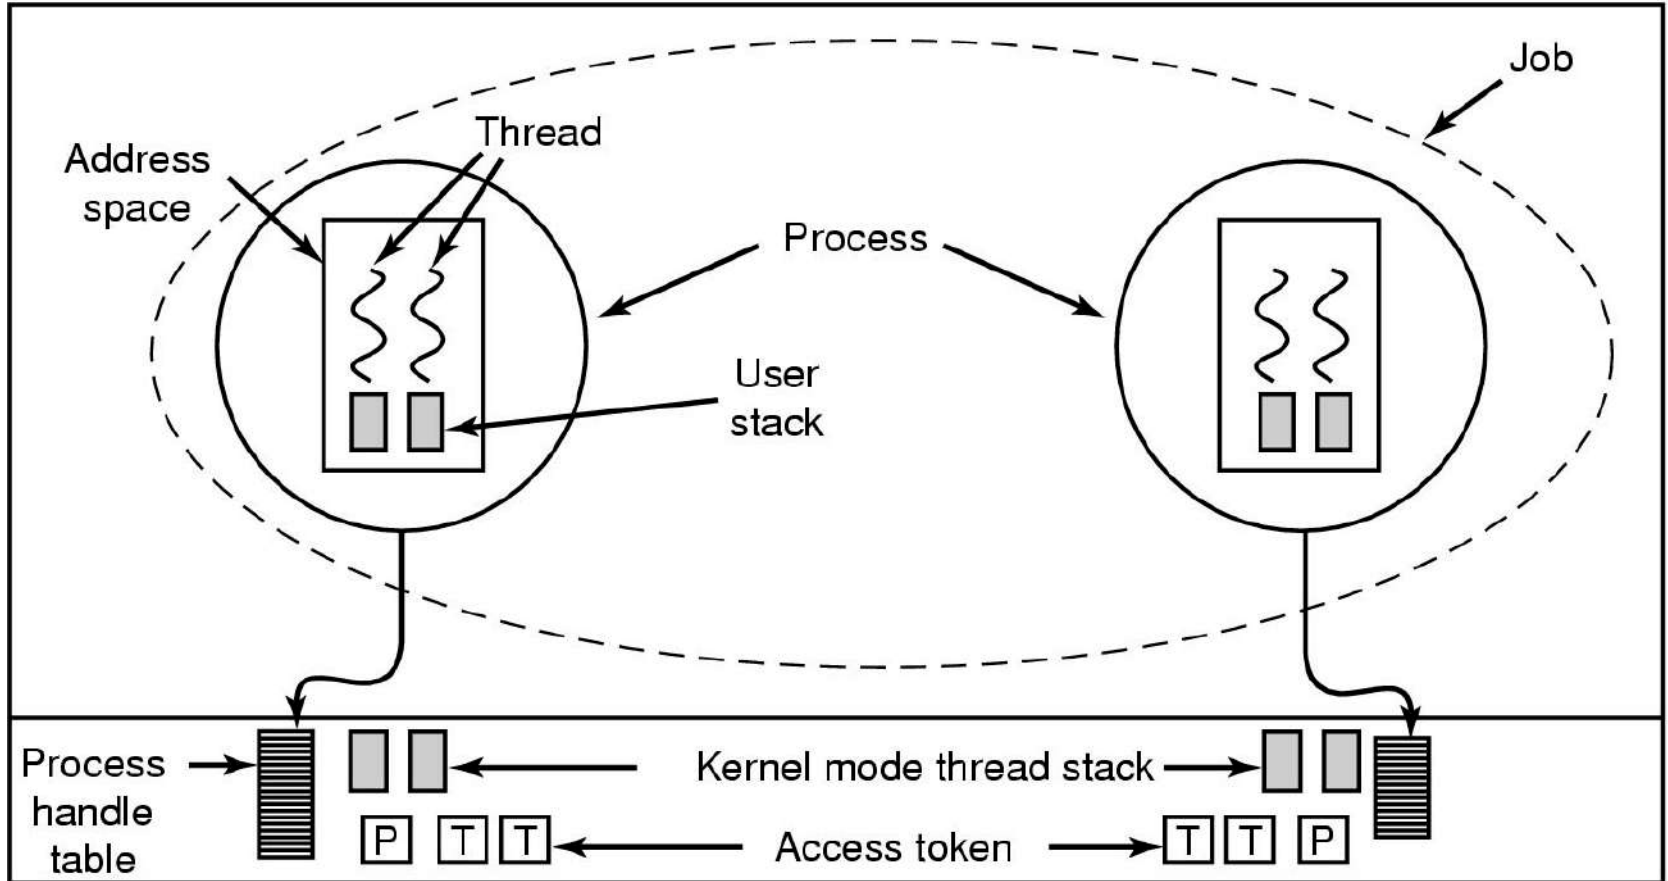 Job
Thread
Address
space
Process
User
stack
Process
handle
table
Kernel mode thread stack
P T T
Access token
T T P